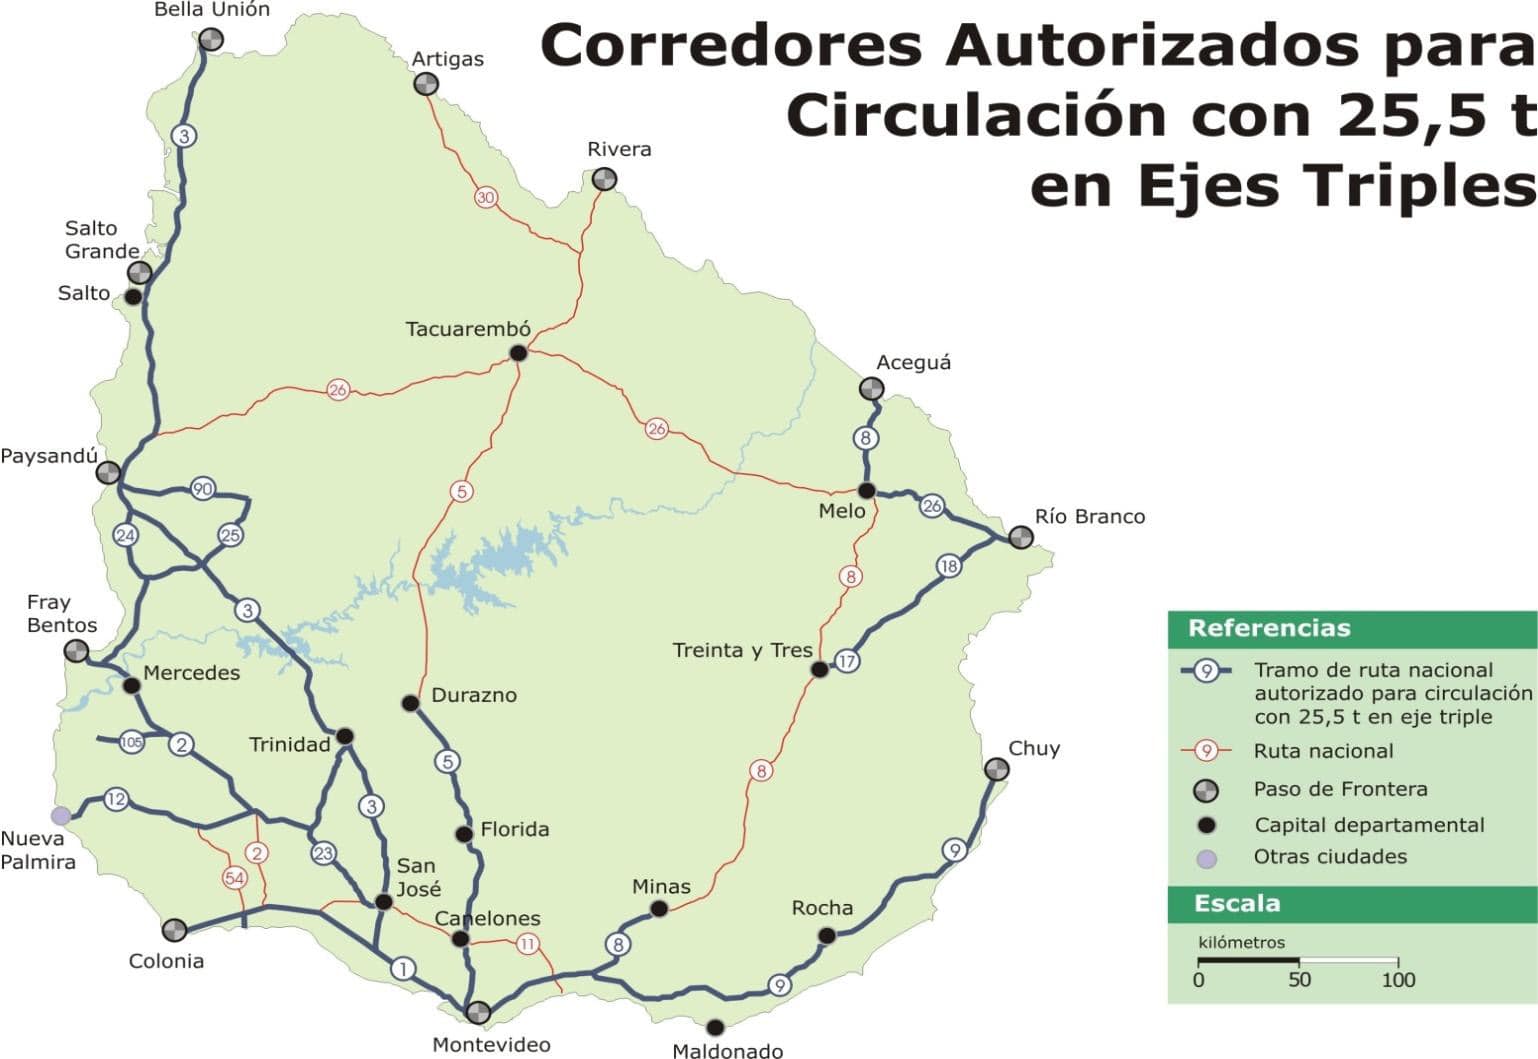 Corredores Autorizados para
Circulación con 25,5 t
en Ejes Triples
Bella Unión
Artigas
3
Rivera
30
Salto
Grande
Salto
Tacuarembó
Aceguá
26
26
8
Paysandú
90
5
Melo
26
Río Branco
24
25
18
8
Fray
Bentos
3
Mercedes
Treinta y Tres
17
Durazno
105
2
Trinidad
5
8
Chuy
12
3
Nueva
Palmira
Florida
2
23
54
9
San
José
Minas
Canelones
Rocha
11
8
Colonia
1
9
Montevideo
Maldonado
Referencias
9
Tramo de ruta nacional
autorizado para circulación
con 25,5 t en eje triple
9
Ruta nacional
Paso de Frontera
Capital departamental
Otras ciudades
Escala
kilómetros
0 50 100